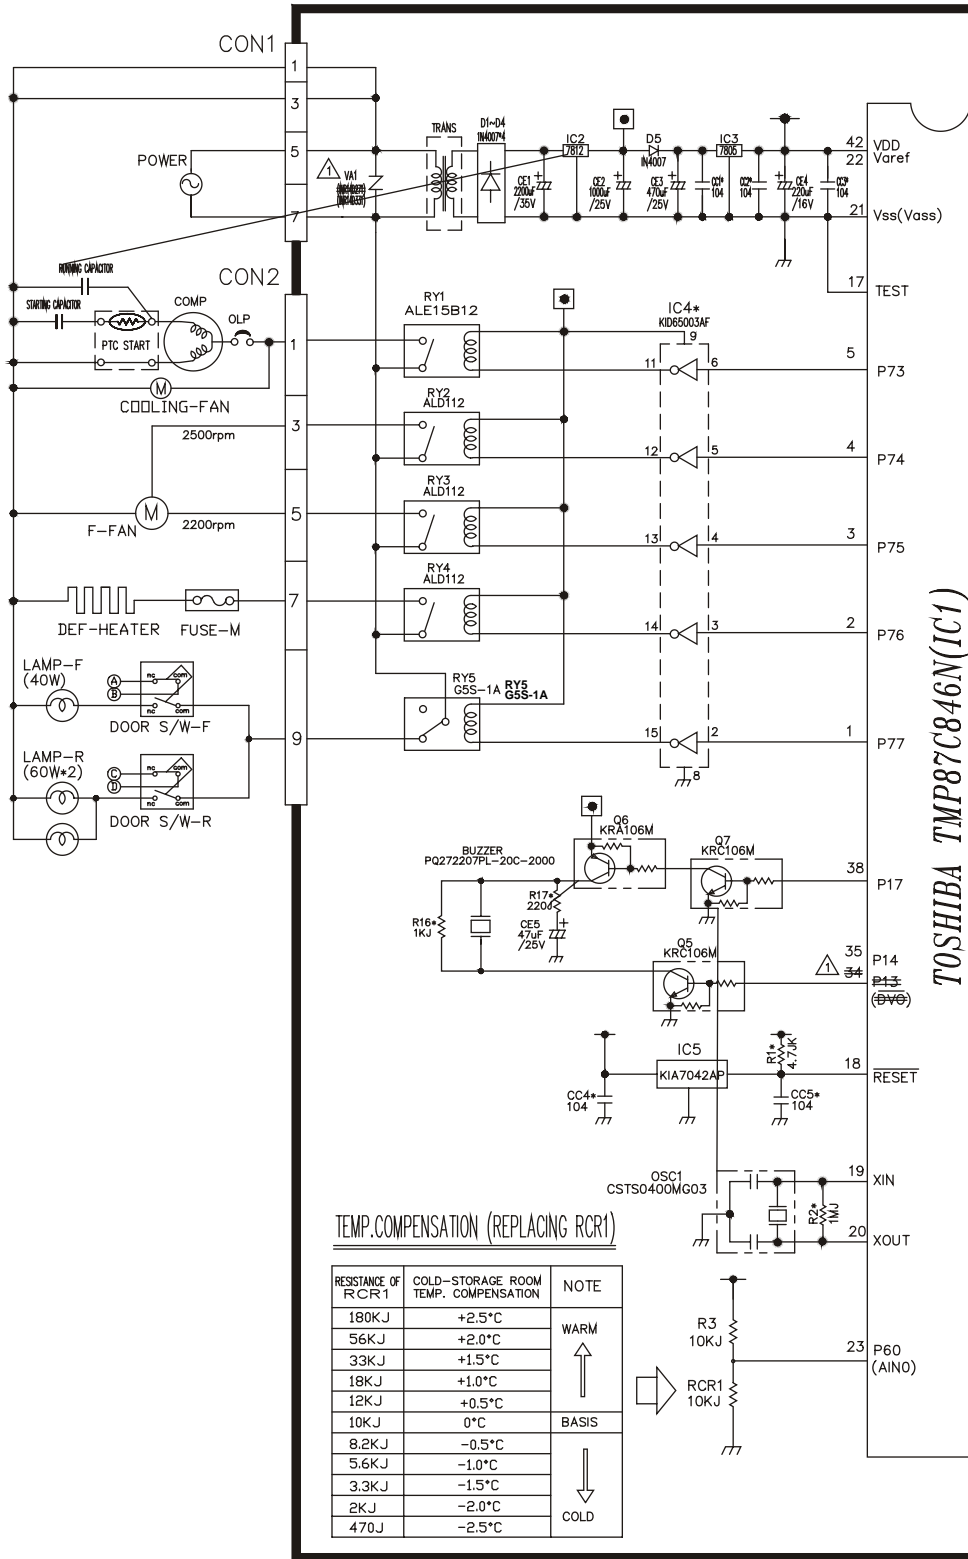 CON1
1
3
5
7
POWER
1
VA1
TRANS
D1~D4
1N4007*4
CE1
2200uF
/35V
IC2
7812
CE2
1000uF
/25V
D5
1N4007
CE3
470uF
/25V
CC1*
104
IC3
7805
CC2*
104
CE4
220uF
/16V
CC3*
104
42
VDD
22
Varef
21
Vss(Vass)
17
TEST
RUNNING CAPACITOR
STARTING CAPACITOR
PTC START
COMP
OLP
M
COOLING-FAN
CON2
1
3
5
7
9
2500rpm
M
F-FAN
2200rpm
DEF-HEATER
FUSE-M
LAMP-F
(40W)
A
B
nc
com
nc
com
DOOR S/W-F
LAMP-R
(60W*2)
C
D
nc
com
nc
com
DOOR S/W-R
RY1
ALE15B12
RY2
ALD112
RY3
ALD112
RY4
ALD112
RY5
G5S-1A
RY5
G5S-1A
IC4*
KID65003AF
9
11
6
12
5
13
4
14
3
15
2
8
5
P73
4
P74
3
P75
2
P76
1
P77
TOSHIBA TMP87C846N(IC1)
BUZZER
PQ272207PL-20C-2000
R16*
1KJ
R17*
220J
CE5
47uF
/25V
Q6
KRA106M
Q7
KRC106M
38
P17
Q5
KRC106M
1
35
P14
34
P13
(DVO)
IC5
KIA7042AP
CC4*
104
R1*
4.7JK
CC5*
104
18
RESET
OSC1
CSTS0400MG03
R2*
1MJ
19
XIN
20
XOUT
R3
10KJ
RCR1
10KJ
23
P60
(AIN0)
TEMP.COMPENSATION (REPLACING RCR1)
RESISTANCE OF
RCR1
COLD-STORAGE ROOM
TEMP. COMPENSATION
NOTE
180KJ
+2.5°C
56KJ
+2.0°C
33KJ
+1.5°C
18KJ
+1.0°C
12KJ
+0.5°C
WARM
10KJ
0°C
BASIS
8.2KJ
-0.5°C
5.6KJ
-1.0°C
3.3KJ
-1.5°C
2KJ
-2.0°C
470J
-2.5°C
COLD